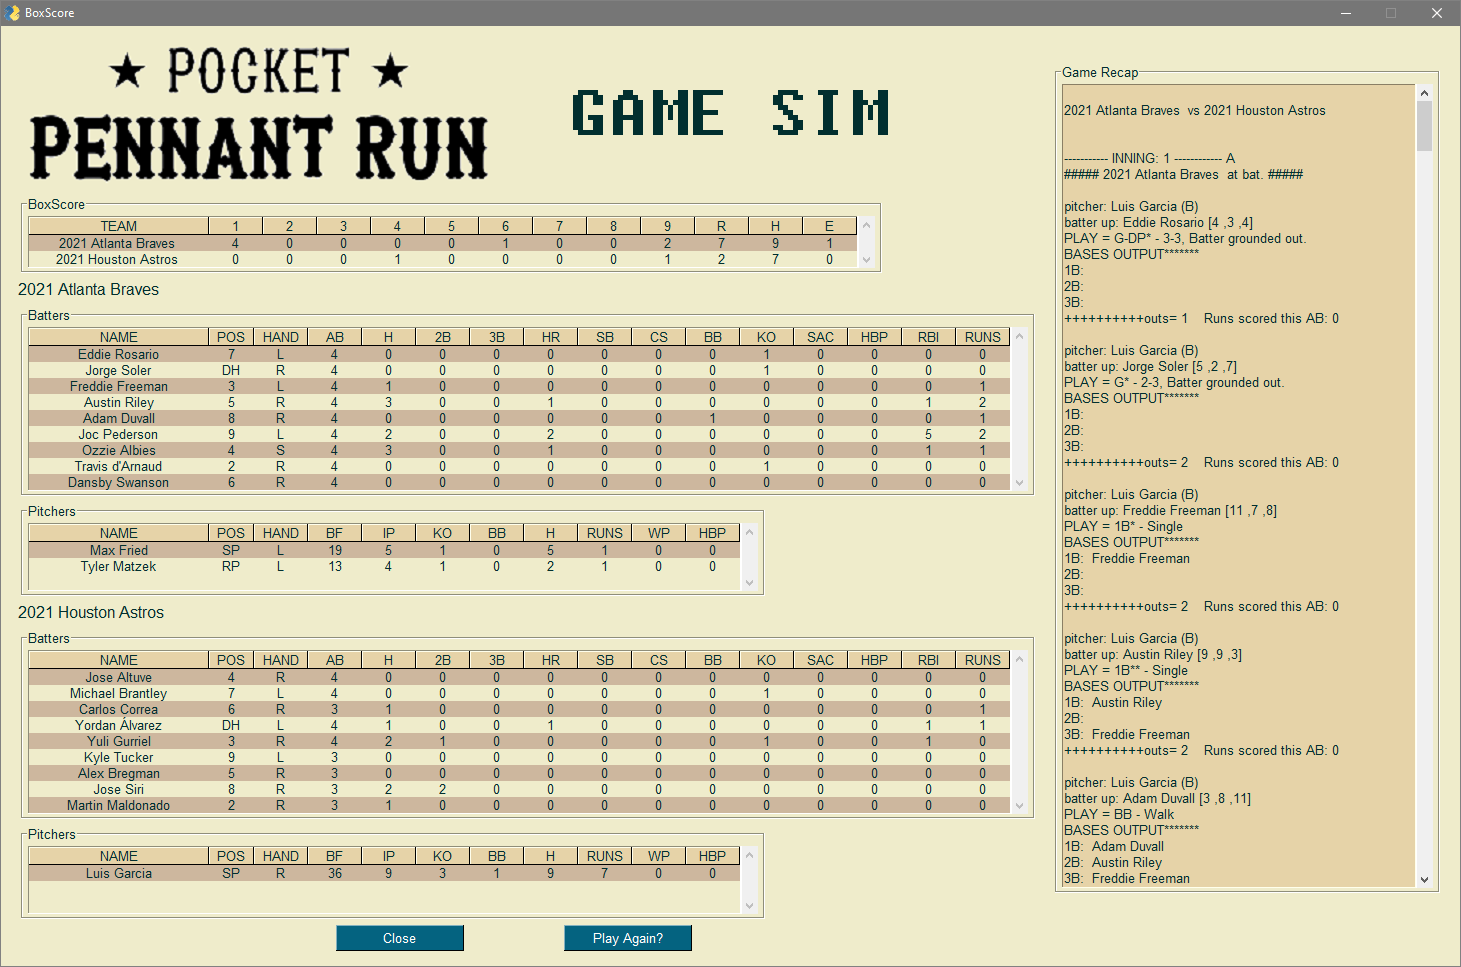 BoxScore
★ POCKET ★
PENNANT RUN
GAME SIM
BoxScore
TEAM 1 2 3 4 5 6 7 8 9 R H E
2021 Atlanta Braves 4 0 0 0 0 1 0 0 2 7 9 1
2021 Houston Astros 0 0 0 1 0 0 0 0 1 2 7 0
2021 Atlanta Braves
Batters
NAME POS HAND AB H 2B 3B HR SB CS BB KO SAC HBP RBI RUNS
Eddie Rosario 7 L 4 0 0 0 0 0 0 0 1 0 0 0 0
Jorge Soler DH R 4 0 0 0 0 0 0 0 1 0 0 0 0
Freddie Freeman 3 L 4 1 0 0 0 0 0 0 0 0 0 0 1
Austin Riley 5 R 4 3 0 0 1 0 0 0 0 0 0 1 2
Adam Duvall 8 R 4 0 0 0 0 0 0 1 0 0 0 0 1
Joc Pederson 9 L 4 2 0 0 2 0 0 0 0 0 0 5 2
Ozzie Albies 4 S 4 3 0 0 1 0 0 0 0 0 0 1 1
Travis d'Arnaud 2 R 4 0 0 0 0 0 0 0 1 0 0 0 0
Dansby Swanson 6 R 4 0 0 0 0 0 0 0 0 0 0 0 0
Pitchers
NAME POS HAND BF IP KO BB H RUNS WP HBP
Max Fried SP L 19 5 1 0 5 1 0 0
Tyler Matzek RP L 13 4 1 0 2 1 0 0
2021 Houston Astros
Batters
NAME POS HAND AB H 2B 3B HR SB CS BB KO SAC HBP RBI RUNS
Jose Altuve 4 R 4 0 0 0 0 0 0 0 0 0 0 0 0
Michael Brantley 7 L 4 0 0 0 0 0 0 0 1 0 0 0 0
Carlos Correa 6 R 3 1 0 0 0 0 0 0 0 0 0 0 1
Yordan Álvarez DH L 4 1 0 0 1 0 0 0 0 0 0 1 1
Yuli Gurriel 3 R 4 2 1 0 0 0 0 0 1 0 0 1 0
Kyle Tucker 9 L 3 0 0 0 0 0 0 0 0 0 0 0 0
Alex Bregman 5 R 3 0 0 0 0 0 0 0 0 0 0 0 0
Jose Siri 8 R 3 2 2 0 0 0 0 0 0 0 0 0 0
Martin Maldonado 2 R 3 1 0 0 0 0 0 0 0 0 0 0 0
Pitchers
NAME POS HAND BF IP KO BB H RUNS WP HBP
Luis Garcia SP R 36 9 3 1 9 7 0 0
Close
Play Again?
Game Recap
2021 Atlanta Braves  vs 2021 Houston Astros
----------- INNING: 1 ------------ A
##### 2021 Atlanta Braves  at bat. #####
pitcher: Luis Garcia (B)
batter up: Eddie Rosario [4 ,3 ,4]
PLAY = G-DP* - 3-3, Batter grounded out.
BASES OUTPUT*******
1B:
2B:
3B:
++++++++++outs= 1    Runs scored this AB: 0
pitcher: Luis Garcia (B)
batter up: Jorge Soler [5 ,2 ,7]
PLAY = G* - 2-3, Batter grounded out.
BASES OUTPUT*******
1B:
2B:
3B:
++++++++++outs= 2    Runs scored this AB: 0
pitcher: Luis Garcia (B)
batter up: Freddie Freeman [11 ,7 ,8]
PLAY = 1B* - Single
BASES OUTPUT*******
1B:  Freddie Freeman
2B:
3B:
++++++++++outs= 2    Runs scored this AB: 0
pitcher: Luis Garcia (B)
batter up: Austin Riley [9 ,9 ,3]
PLAY = 1B** - Single
BASES OUTPUT*******
1B:  Austin Riley
2B:
3B:  Freddie Freeman
++++++++++outs= 2    Runs scored this AB: 0
pitcher: Luis Garcia (B)
batter up: Adam Duvall [3 ,8 ,11]
PLAY = BB - Walk
BASES OUTPUT*******
1B:  Adam Duvall
2B:  Austin Riley
3B:  Freddie Freeman